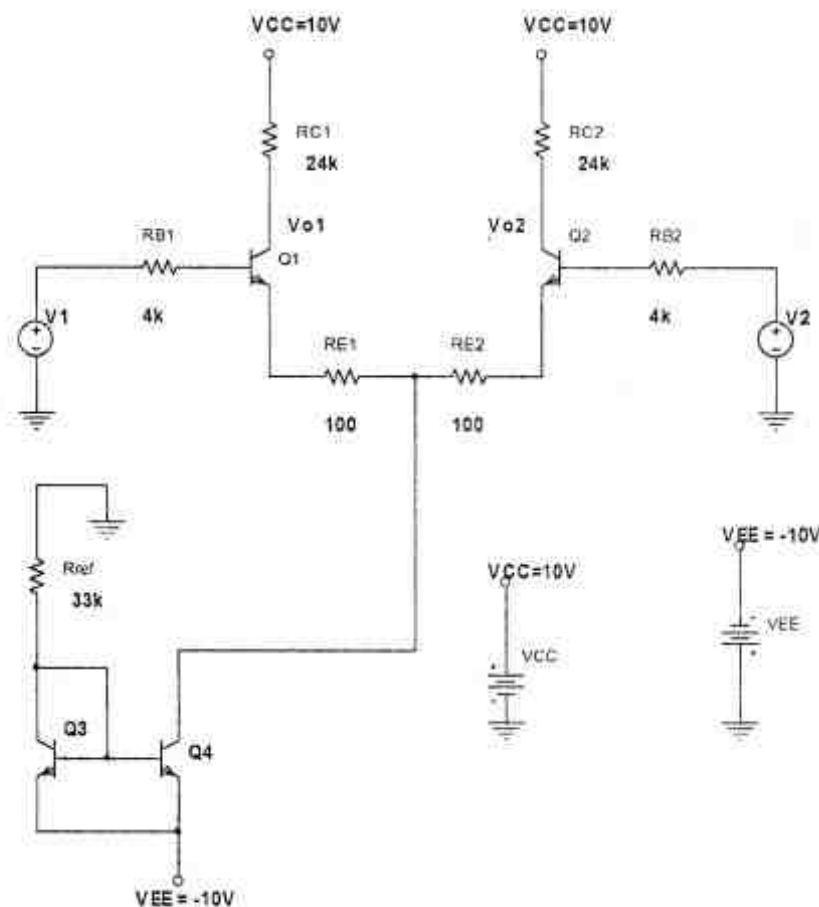 VCC=10V VCC=10V
RC1 RC2
24k 24k
Vo1 Vo2
RB1 Q1 Q2 RB2
V1 4k 4k V2
RE1 RE2
100 100
Rref
33k
VCC=10V VEE = -10V
VCC VEE
Q3 Q4
VEE = -10V